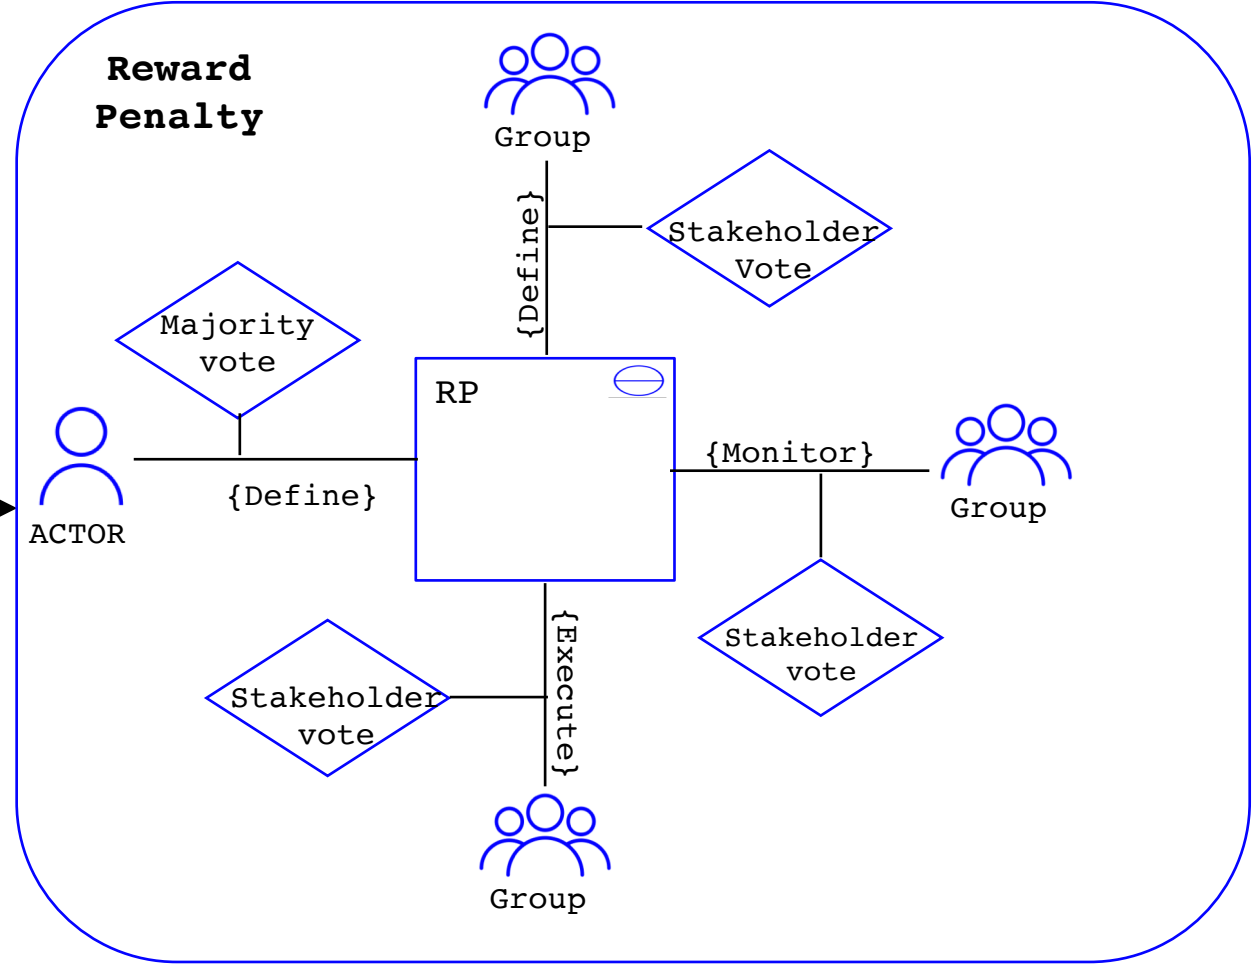 Reward
Penalty
Group
{Define}
Stakeholder
Vote
Majority
vote
RP
{Monitor}
Group
{Define}
ACTOR
{Execute}
Stakeholder
vote
Stakeholder
vote
Group